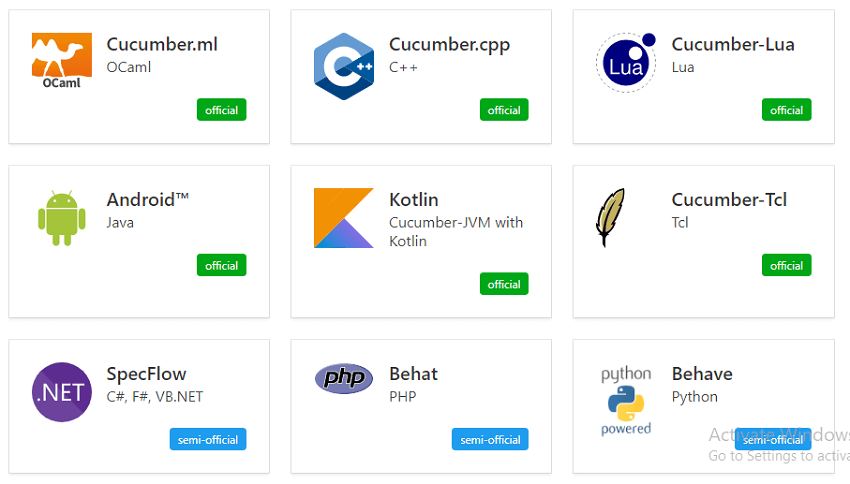 Cucumber.ml
OCaml
OCaml
official
Cucumber.cpp
C++
C++
official
Cucumber-Lua
Lua
Lua
official
Android™
Java
official
Kotlin
Cucumber-JVM with
Kotlin
official
Cucumber-Tcl
Tcl
official
.NET
SpecFlow
C#, F#, VB.NET
semi-official
php
Behat
PHP
semi-official
python
powered
Behave
Python
semi-official
Activate Windows
Go to Settings to activa